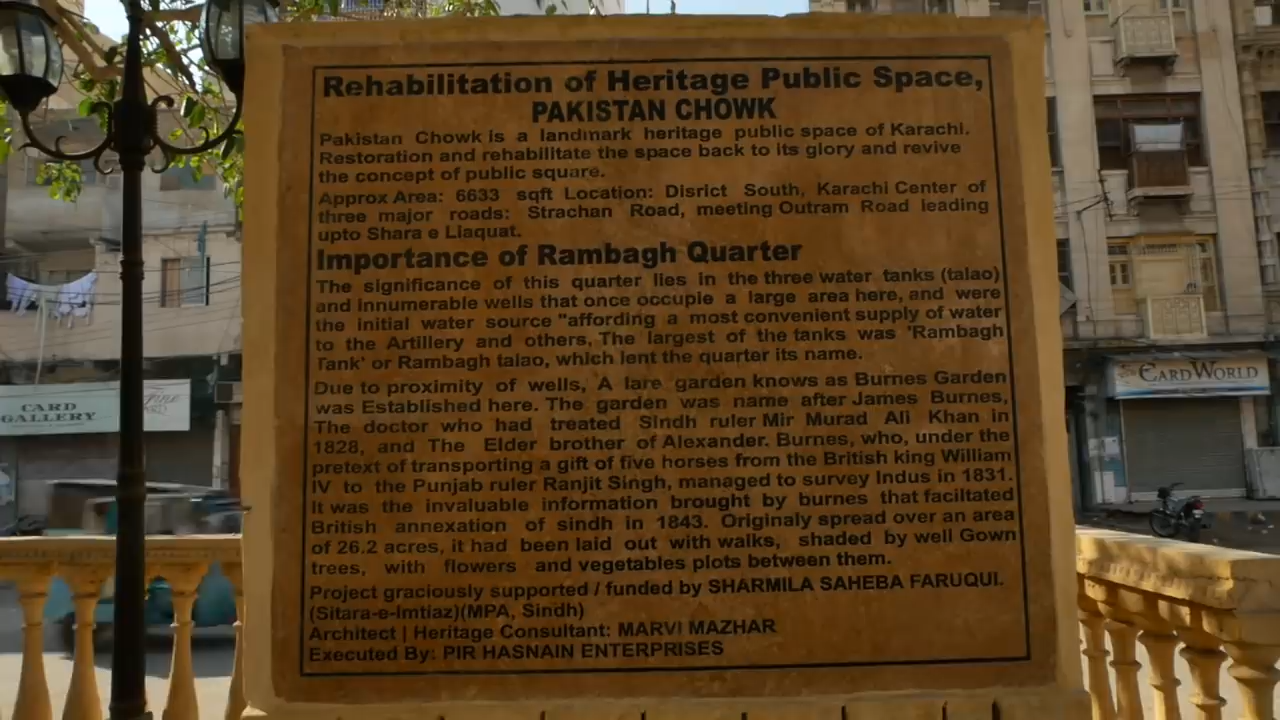 Rehabilitation of Heritage Public Space,
PAKISTAN CHOWK
Pakistan Chowk is a landmark heritage public space of Karachi.
Restoration and rehabilitate the space back to its glory and revive
the concept of public square.
Approx Area: 6633 sqft Location: Disrict South, Karachi Center of
three major roads: Strachan Road, meeting Outram Road leading
upto Shara e Liaquat.
Importance of Rambagh Quarter
The significance of this quarter lies in the three water tanks (talao)
and innumerable wells that once occupie a large area here, and were
the initial water source "affording a most convenient supply of water
to the Artillery and others. The largest of the tanks was 'Rambagh
Tank' or Rambagh talao, which lent the quarter its name.
Due to proximity of wells, A lare garden knows as Burnes Garden
was Established here. The garden was name after James Burnes,
The doctor who had treated Sindh ruler Mir Murad Ali Khan in
1828, and The Elder brother of Alexander. Burnes, who, under the
pretext of transporting a gift of five horses from the British king William
IV to the Punjab ruler Ranjit Singh, managed to survey Indus in 1831.
It was the invaluable information brought by burnes that faciltated
British annexation of sindh in 1843. Originaly spread over an area
of 26.2 acres, it had been laid out with walks, shaded by well Gown
trees, with flowers and vegetables plots between them.
Project graciously supported / funded by SHARMILA SAHEBA FARUQUI.
(Sitara-e-Imtiaz)(MPA, Sindh)
Architect | Heritage Consultant: MARVI MAZHAR
Executed By: PIR HASNAIN ENTERPRISES
CARD
GALLERY
CARDWORLD